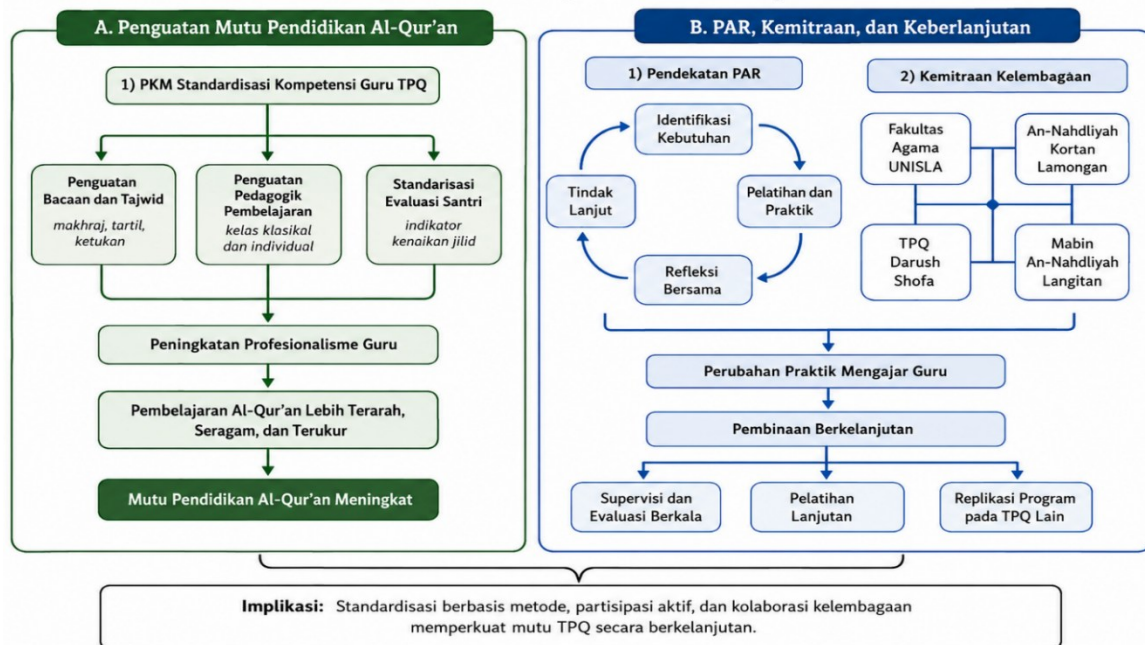 A. Penguatan Mutu Pendidikan Al-Qur'an
1) PKM Standardisasi Kompetensi Guru TPQ
Penguatan
Bacaan dan Tajwid
makhraj, tartil,
ketukan
Penguatan
Pedagogik
Pembelajaran
kelas klasikal
dan individual
Standarisasi
Evaluasi Santri
indikator
kenaikan jilid
Peningkatan Profesionalisme Guru
Pembelajaran Al-Qur'an Lebih Terarah,
Seragam, dan Terukur
Mutu Pendidikan Al-Qur'an Meningkat
B. PAR, Kemitraan, dan Keberlanjutan
1) Pendekatan PAR
Identifikasi
Kebutuhan
Pelatihan dan
Praktik
Refleksi
Bersama
Tindak
Lanjut
2) Kemitraan Kelembagaan
Fakultas
Agama
UNISLA
An-Nahdliyah
Kortan
Lamongan
TPQ
Darush
Shofa
Mabin
An-Nahdliyah
Langitan
Perubahan Praktik Mengajar Guru
Pembinaan Berkelanjutan
Supervisi dan
Evaluasi Berkala
Pelatihan
Lanjutan
Replikasi Program
pada TPQ Lain
Implikasi: Standardisasi berbasis metode, partisipasi aktif, dan kolaborasi kelembagaan
memperkuat mutu TPQ secara berkelanjutan.